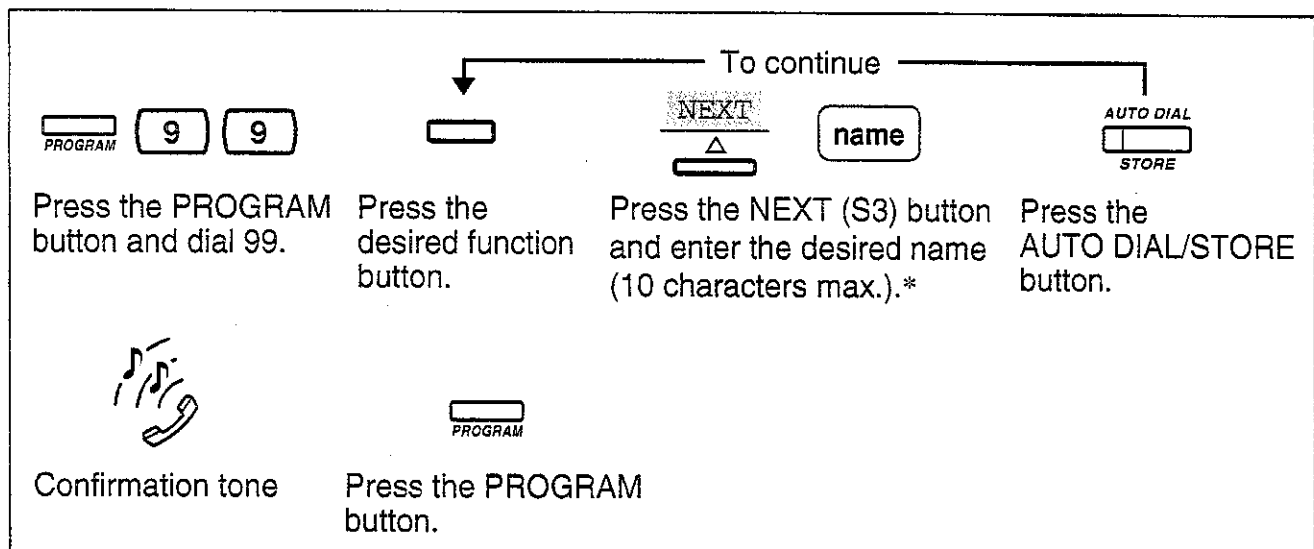 To continue
NEXT
PROGRAM
9 9
name
AUTO DIAL
STORE
Press the PROGRAM
button and dial 99.
Press the
desired function
button.
Press the NEXT (S3) button
and enter the desired name
(10 characters max.).*
Press the
AUTO DIAL/STORE
button.
PROGRAM
Confirmation tone
Press the PROGRAM
button.